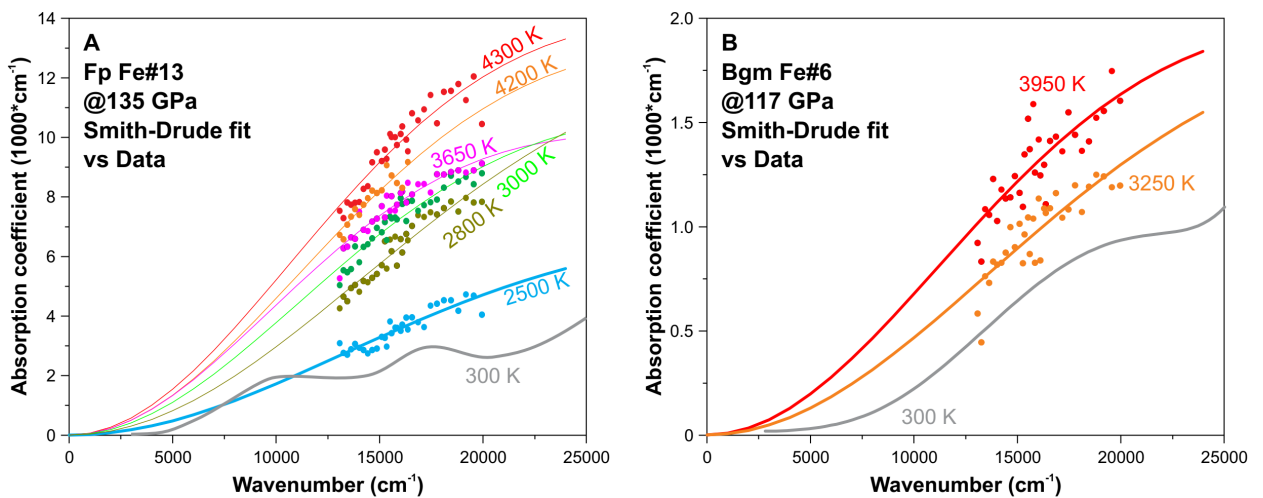 A
Fp Fe#13
@135 GPa
Smith-Drude fit
vs Data
4300 K
4200 K
3650 K
3000 K
2800 K
2500 K
300 K
Absorption coefficient (1000*cm⁻¹)
14
12
10
8
6
4
2
0
0 5000 10000 15000 20000 25000
Wavenumber (cm⁻¹)
B
Bgm Fe#6
@117 GPa
Smith-Drude fit
vs Data
3950 K
3250 K
300 K
Absorption coefficient (1000*cm⁻¹)
2.0
1.5
1.0
0.5
0
0 5000 10000 15000 20000 25000
Wavenumber (cm⁻¹)